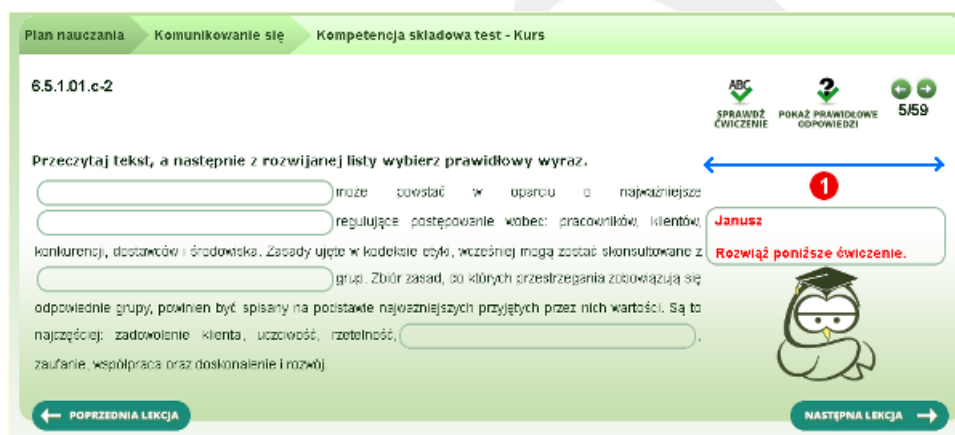 Plan nauczania Komunikowanie się Kompetencja składowa test - Kurs
6.5.1.01.c-2
ABC ?
SPRAWDŹ ĆWICZENIE
POKAŻ PRAWIDŁOWE ODPOWIEDZI
5/59
Przeczytaj tekst, a następnie z rozwijanej listy wybierz prawidłowy wyraz.
może powstać w oparciu o najważniejsze
regulujące postępowanie wobec: pracowników, klientów,
konkurencji, dostawców i środowiska. Zasady ujęte w kodeksie etyki, wcześniej mogą zostać skonsultowane z
grup. Zbiór zasad, do których przestrzegania zobowiązują się
odpowiednie grupy, powinien być spisany na podstawie najważniejszych przyjętych przez nich wartości. Są to
najczęściej: zadowolenie klienta, uczciwość, rzetelność, ,
zaufanie, współpraca oraz doskonalenie i rozwój.
1
Janusz
Rozwiąż poniższe ćwiczenie.
POPRZEDNIA LEKCJA
NASTĘPNA LEKCJA